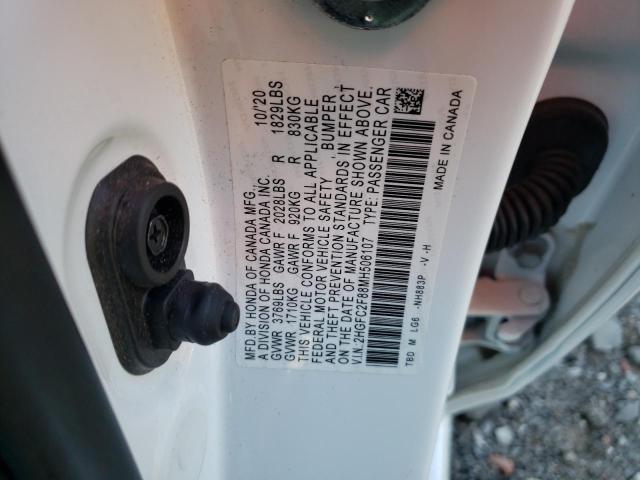 MFD. BY HONDA OF CANADA MFG. 10/20
A DIVISION OF HONDA CANADA INC.
GVWR 3769LBS GAWR F 2028LBS R 1829LBS
GVWR 1710KG GAWR F 920KG R 830KG
THIS VEHICLE CONFORMS TO ALL APPLICABLE
FEDERAL MOTOR VEHICLE SAFETY , BUMPER ,
AND THEFT PREVENTION STANDARDS, IN EFFECT
ON THE DATE OF MANUFACTURE SHOWN ABOVE.
V.I.N.:2HGFC2F88MH506107 TYPE: PASSENGER CAR
TBD M LG6 -NH883P -V -H
MADE IN CANADA